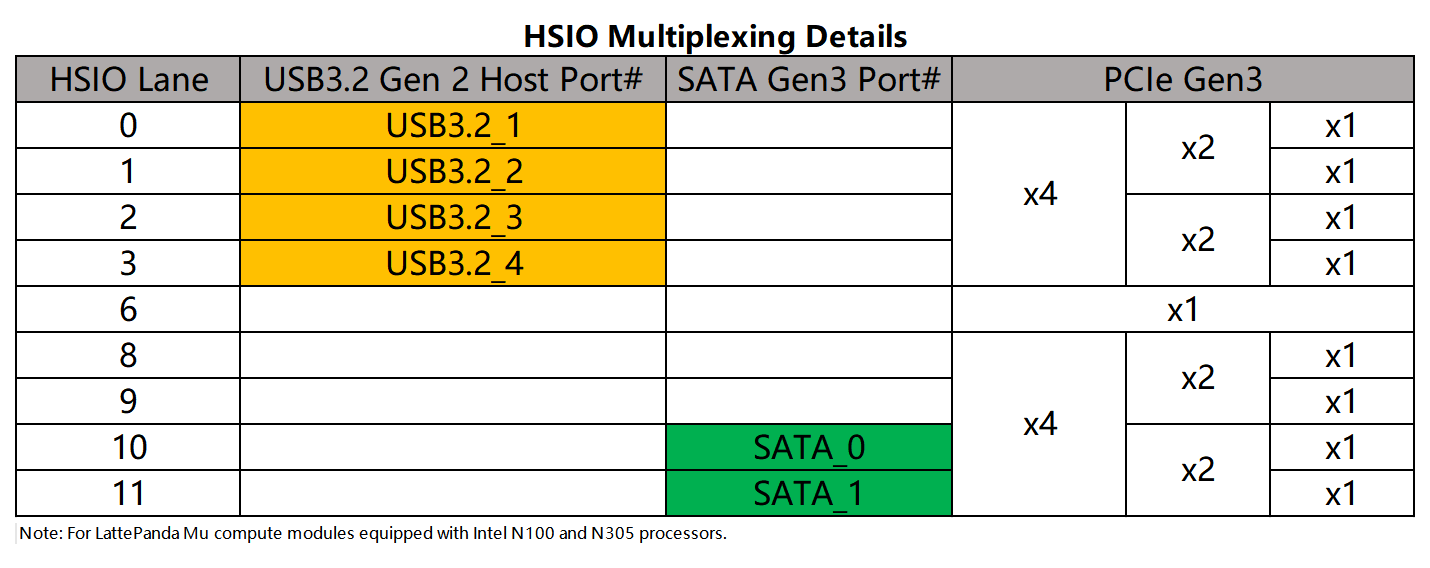 HSIO Multiplexing Details
HSIO Lane USB3.2 Gen 2 Host Port# SATA Gen3 Port# PCIe Gen3
0 USB3.2_1 x4 x2 x1
1 USB3.2_2 x1
2 USB3.2_3 x2 x1
3 USB3.2_4 x1
6 x1
8 x4 x2 x1
9 x1
10 SATA_0 x2 x1
11 SATA_1 x1
Note: For LattePanda Mu compute modules equipped with Intel N100 and N305 processors.